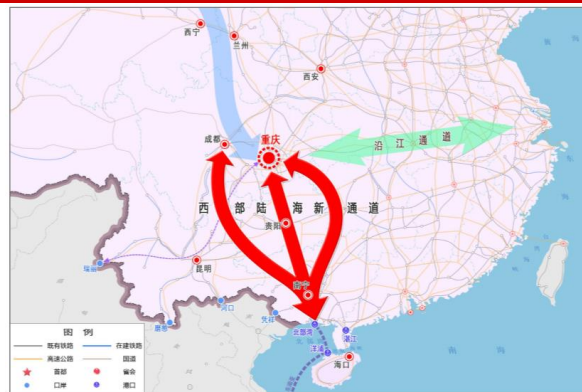 西宁
兰州
西安
成都
重庆
沿江通道
西部陆海新通道
贵阳
昆明
瑞丽
南宁
河口
磨憨
凭祥
北部湾
湛江
洋浦
海口
图例
既有铁路
在建铁路
高速公路
国道
首都
省会
口岸
港口